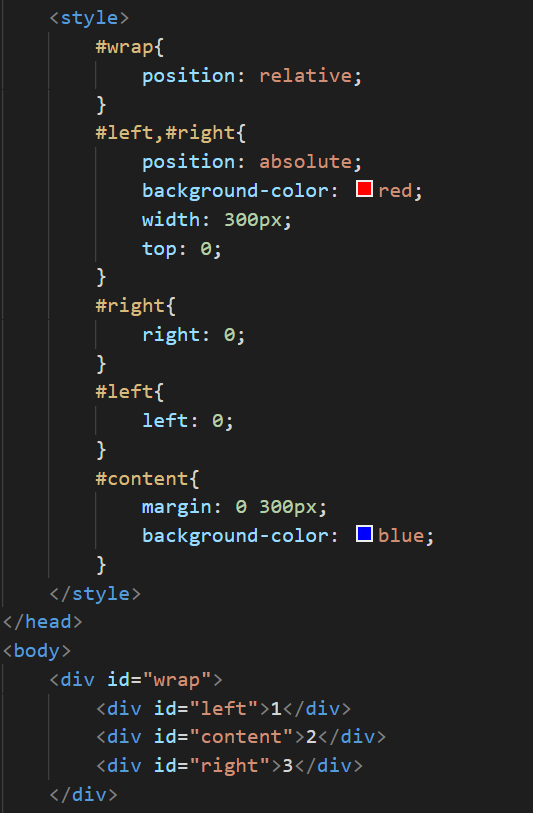 <style>
#wrap{
position: relative;
}
#left,#right{
position: absolute;
background-color: red;
width: 300px;
top: 0;
}
#right{
right: 0;
}
#left{
left: 0;
}
#content{
margin: 0 300px;
background-color: blue;
}
</style>
</head>
<body>
<div id="wrap">
<div id="left">1</div>
<div id="content">2</div>
<div id="right">3</div>
</div>